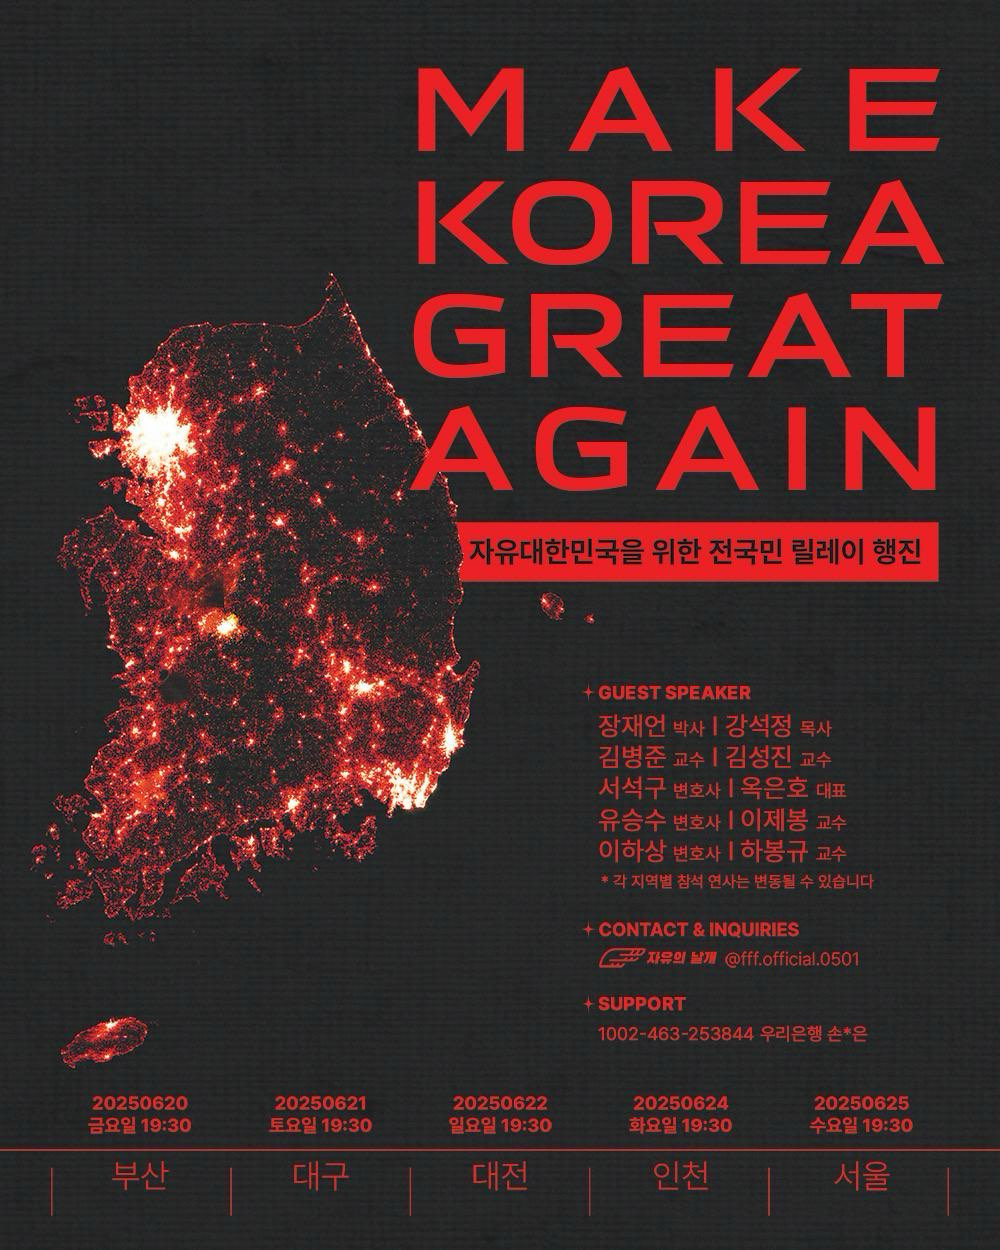 MAKE
KOREA
GREAT
AGAIN
자유대한민국을 위한 전국민 릴레이 행진
GUEST SPEAKER
장재언 박사 | 강석정 목사
김병준 교수 | 김성진 교수
서석구 변호사 | 옥은호 대표
유승수 변호사 | 이제봉 교수
이하상 변호사 | 하봉규 교수
* 각 지역별 참석 연사는 변동될 수 있습니다
CONTACT & INQUIRIES
자유의 날개 @fff.official.0501
SUPPORT
1002-463-253844 우리은행 손*은
20250620 20250621 20250622 20250624 20250625
금요일 19:30 토요일 19:30 일요일 19:30 화요일 19:30 수요일 19:30
부산 대구 대전 인천 서울